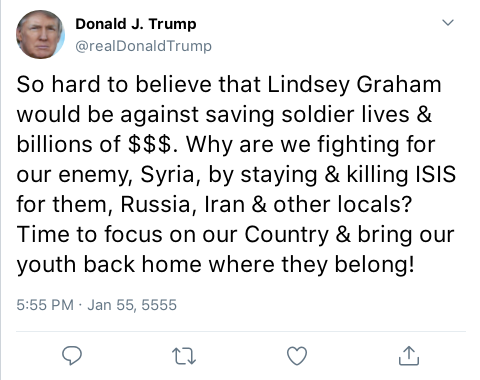 Donald J. Trump
@realDonaldTrump
So hard to believe that Lindsey Graham
would be against saving soldier lives &
billions of $$$. Why are we fighting for
our enemy, Syria, by staying & killing ISIS
for them, Russia, Iran & other locals?
Time to focus on our Country & bring our
youth back home where they belong!
5:55 PM · Jan 55, 5555